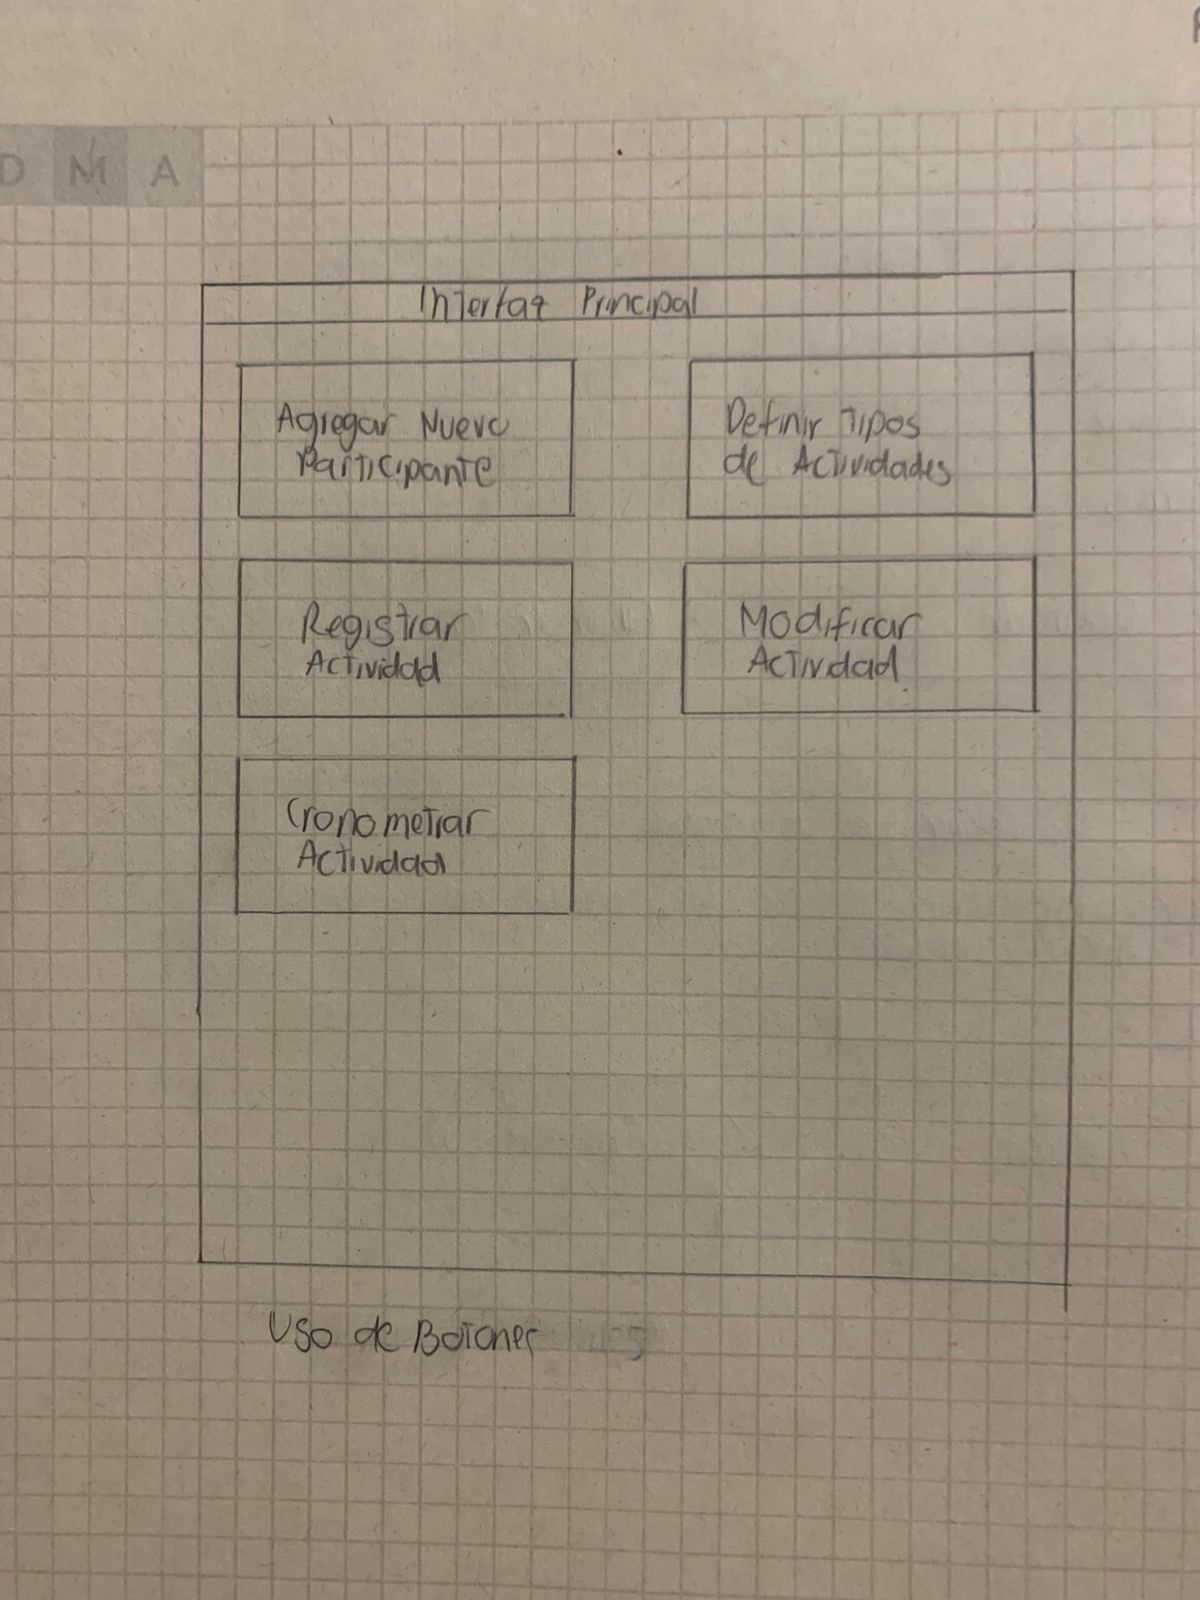 D M A
Interfaz Principal
Agregar Nuevo
Participante
Definir Tipos
de Actividades
Registrar
Actividad
Modificar
Actividad
Cronometrar
Actividad
Uso de Botones